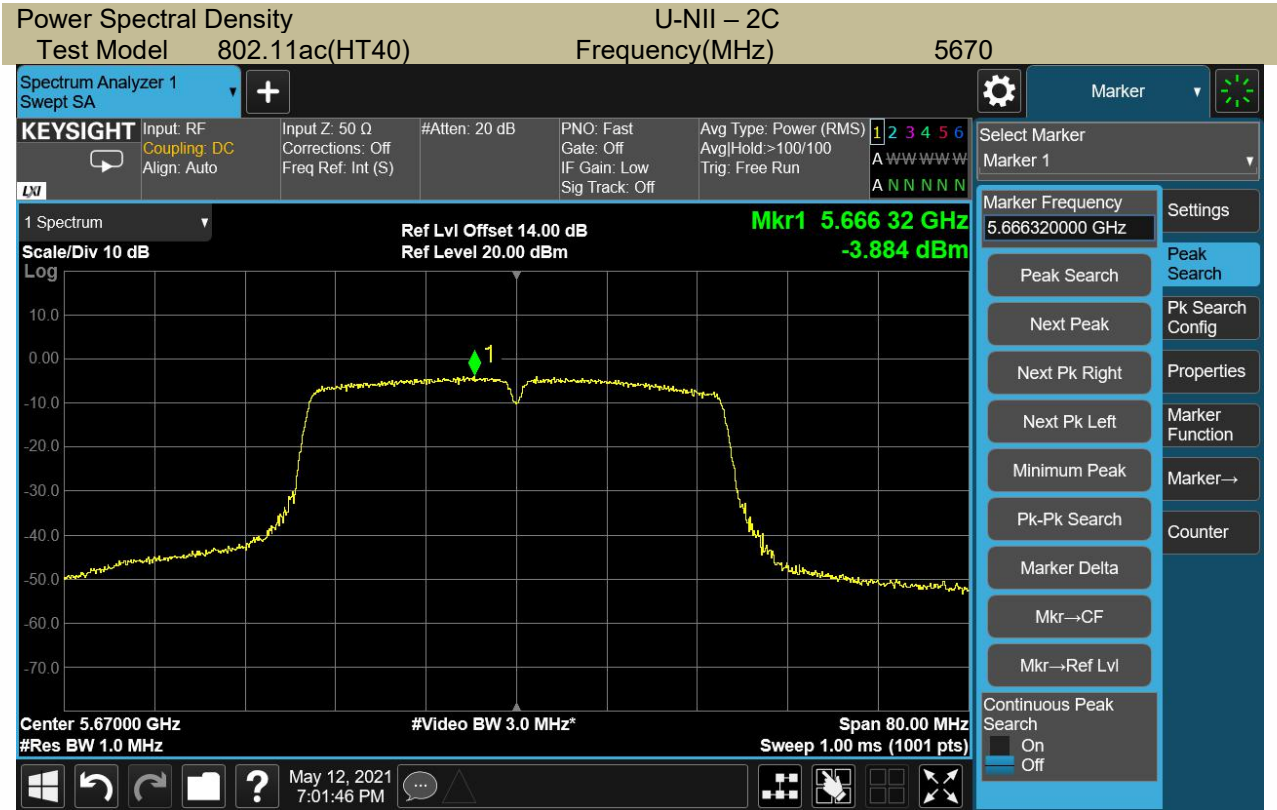 Power Spectral Density U-NII – 2C
Test Model 802.11ac(HT40) Frequency(MHz) 5670
Spectrum Analyzer 1
Swept SA
+
Marker
KEYSIGHT
LXI
Input: RF
Coupling: DC
Align: Auto
Input Z: 50 Ω
Corrections: Off
Freq Ref: Int (S)
#Atten: 20 dB
PNO: Fast
Gate: Off
IF Gain: Low
Sig Track: Off
Avg Type: Power (RMS)
Avg|Hold:>100/100
Trig: Free Run
1 2 3 4 5 6
A W W W W W
A N N N N N
Select Marker
Marker 1
1 Spectrum
Scale/Div 10 dB
Log
Ref Lvl Offset 14.00 dB
Ref Level 20.00 dBm
Mkr1 5.666 32 GHz
-3.884 dBm
10.0
0.00
-10.0
-20.0
-30.0
-40.0
-50.0
-60.0
-70.0
1
Center 5.67000 GHz
#Res BW 1.0 MHz
#Video BW 3.0 MHz*
Span 80.00 MHz
Sweep 1.00 ms (1001 pts)
Marker Frequency
5.666320000 GHz
Peak Search
Next Peak
Next Pk Right
Next Pk Left
Minimum Peak
Pk-Pk Search
Marker Delta
Mkr→CF
Mkr→Ref Lvl
Continuous Peak
Search
On
Off
Settings
Peak
Search
Pk Search
Config
Properties
Marker
Function
Marker→
Counter
?
May 12, 2021
7:01:46 PM